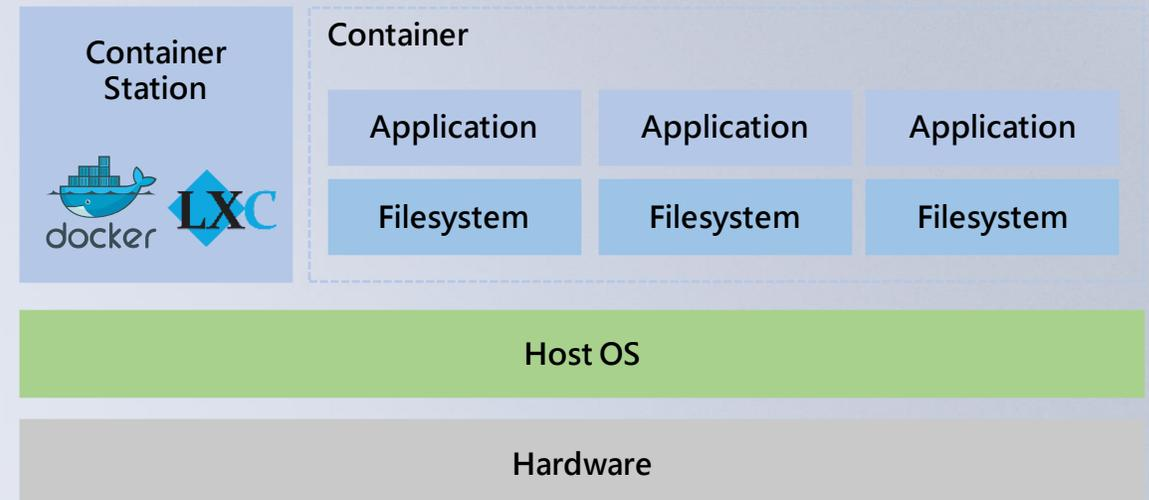 Container
Station
docker
LXC
Container
Application
Application
Application
Filesystem
Filesystem
Filesystem
Host OS
Hardware